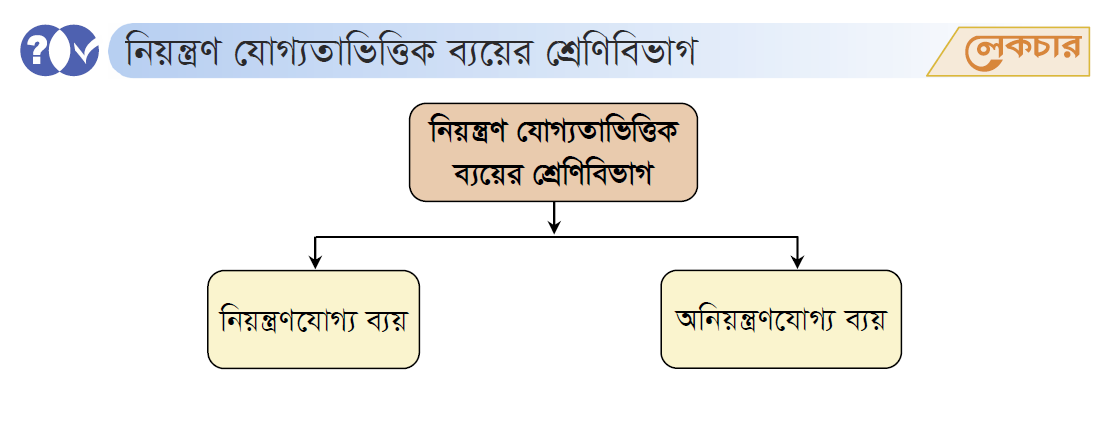 নিয়ন্ত্রণ যোগ্যতাভিত্তিক ব্যয়ের শ্রেণিবিভাগ
লেকচার
নিয়ন্ত্রণ যোগ্যতাভিত্তিক
ব্যয়ের শ্রেণিবিভাগ
নিয়ন্ত্রণযোগ্য ব্যয়
অনিয়ন্ত্রণযোগ্য ব্যয়